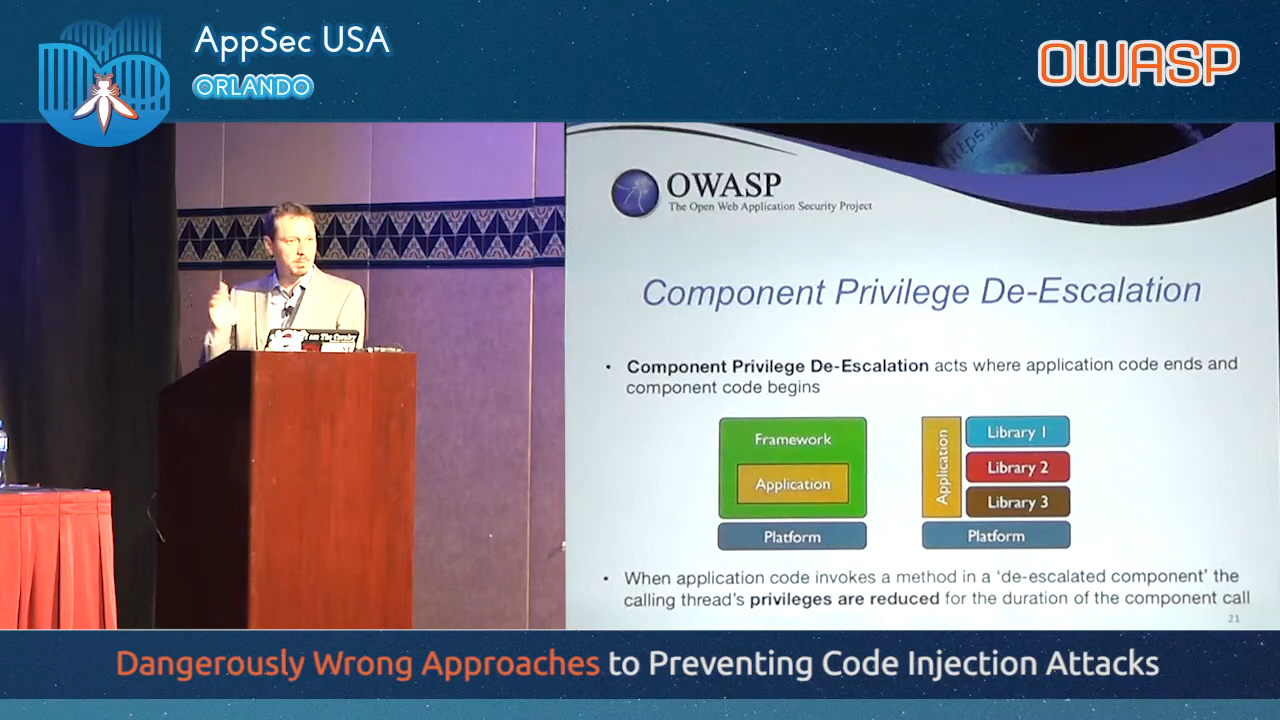 AppSec USA
ORLANDO
OWASP
https:/
OWASP
The Open Web Application Security Project
Component Privilege De-Escalation
• Component Privilege De-Escalation acts where application code ends and
component code begins
Framework
Application
Platform
Application
Library 1
Library 2
Library 3
Platform
• When application code invokes a method in a ‘de-escalated component’ the
calling thread’s privileges are reduced for the duration of the component call
21
Dangerously Wrong Approaches to Preventing Code Injection Attacks